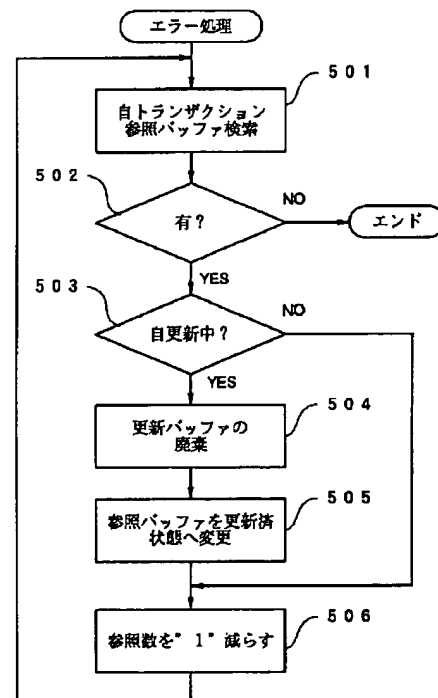 エラー処理
501
自トランザクション
参照バッファ検索
502
有?
NO
エンド
YES
503
自更新中?
NO
YES
504
更新バッファの
廃棄
505
参照バッファを更新済
状態へ変更
506
参照数を"1"減らす